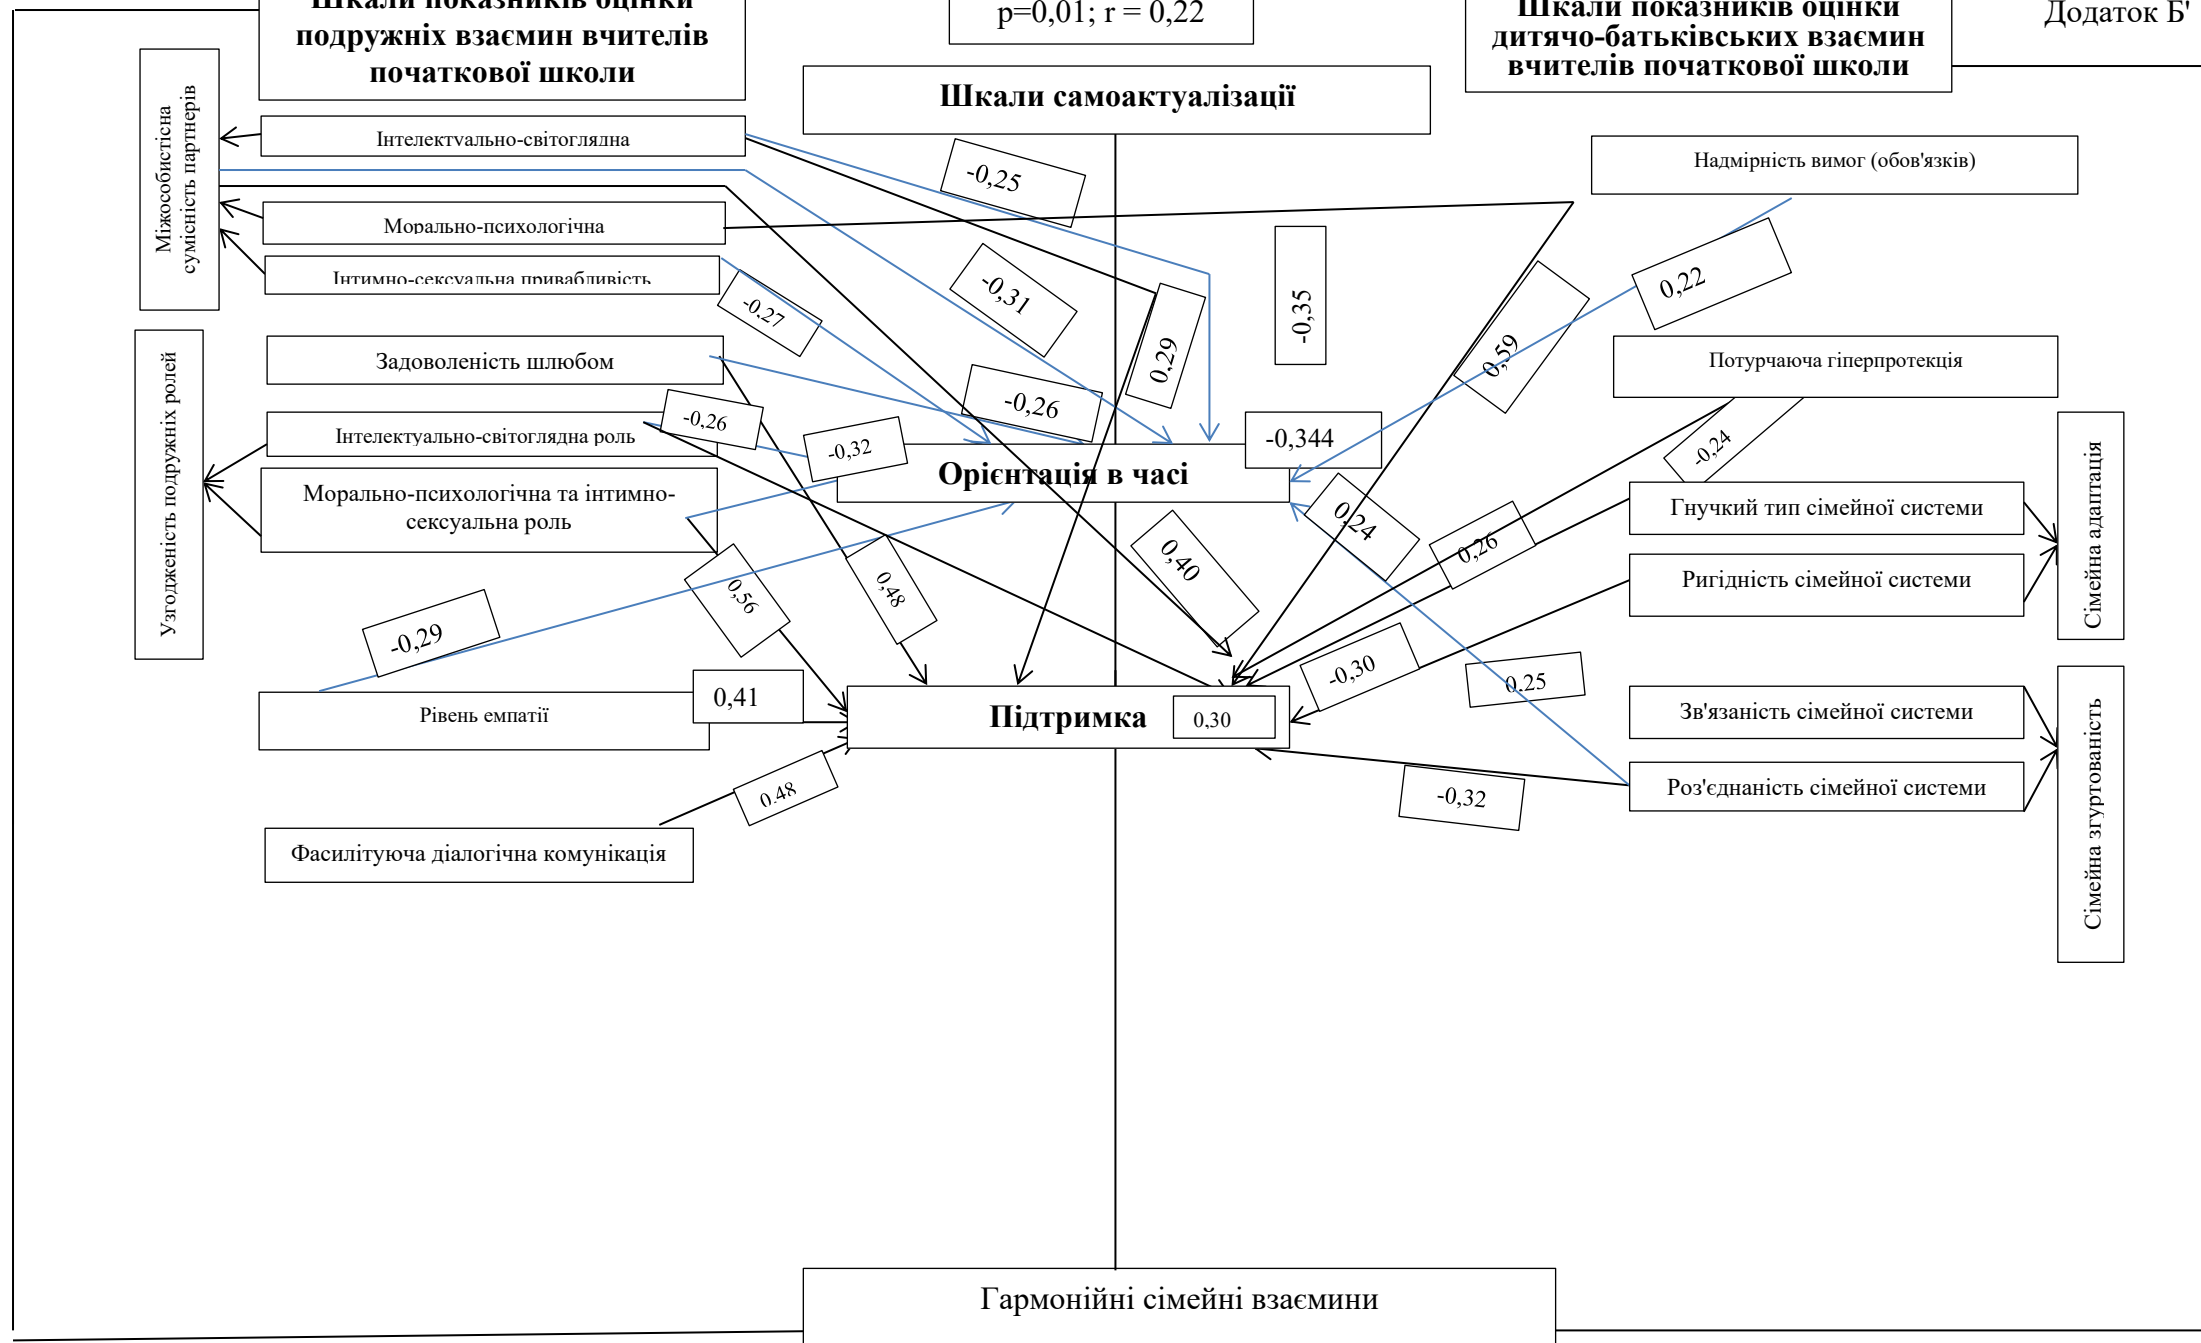 Шкали показників оцінки
подружніх взаємин вчителів
початкової школи
p=0,01; r = 0,22
Шкали показників оцінки
дитячо-батьківських взаємин
вчителів початкової школи
Додаток Б'
Шкали самоактуалізації
Міжособистісна
сумісність партнерів
Інтелектуально-світоглядна
Морально-психологічна
Інтимно-сексуальна привабливість
Надмірність вимог (обов'язків)
-0,25
-0,31
-0,27
0,29
-0,35
0,59
0,22
Узгодженість подружніх ролей
Задоволеність шлюбом
Потурчаюча гіперпротекція
-0,26
-0,26
-0,32
-0,344
-0,24
Інтелектуально-світоглядна роль
Морально-психологічна та інтимно-
сексуальна роль
Орієнтація в часі
Гнучкий тип сімейної системи
Ригідність сімейної системи
Сімейна адаптація
0,24
0,26
0,40
0,56
0,48
-0,29
-0,30
0,25
Рівень емпатії
0,41
Підтримка
0,30
Зв'язаність сімейної системи
Роз'єднаність сімейної системи
Сімейна згуртованість
0,48
-0,32
Фасилітуюча діалогічна комунікація
Гармонійні сімейні взаємини